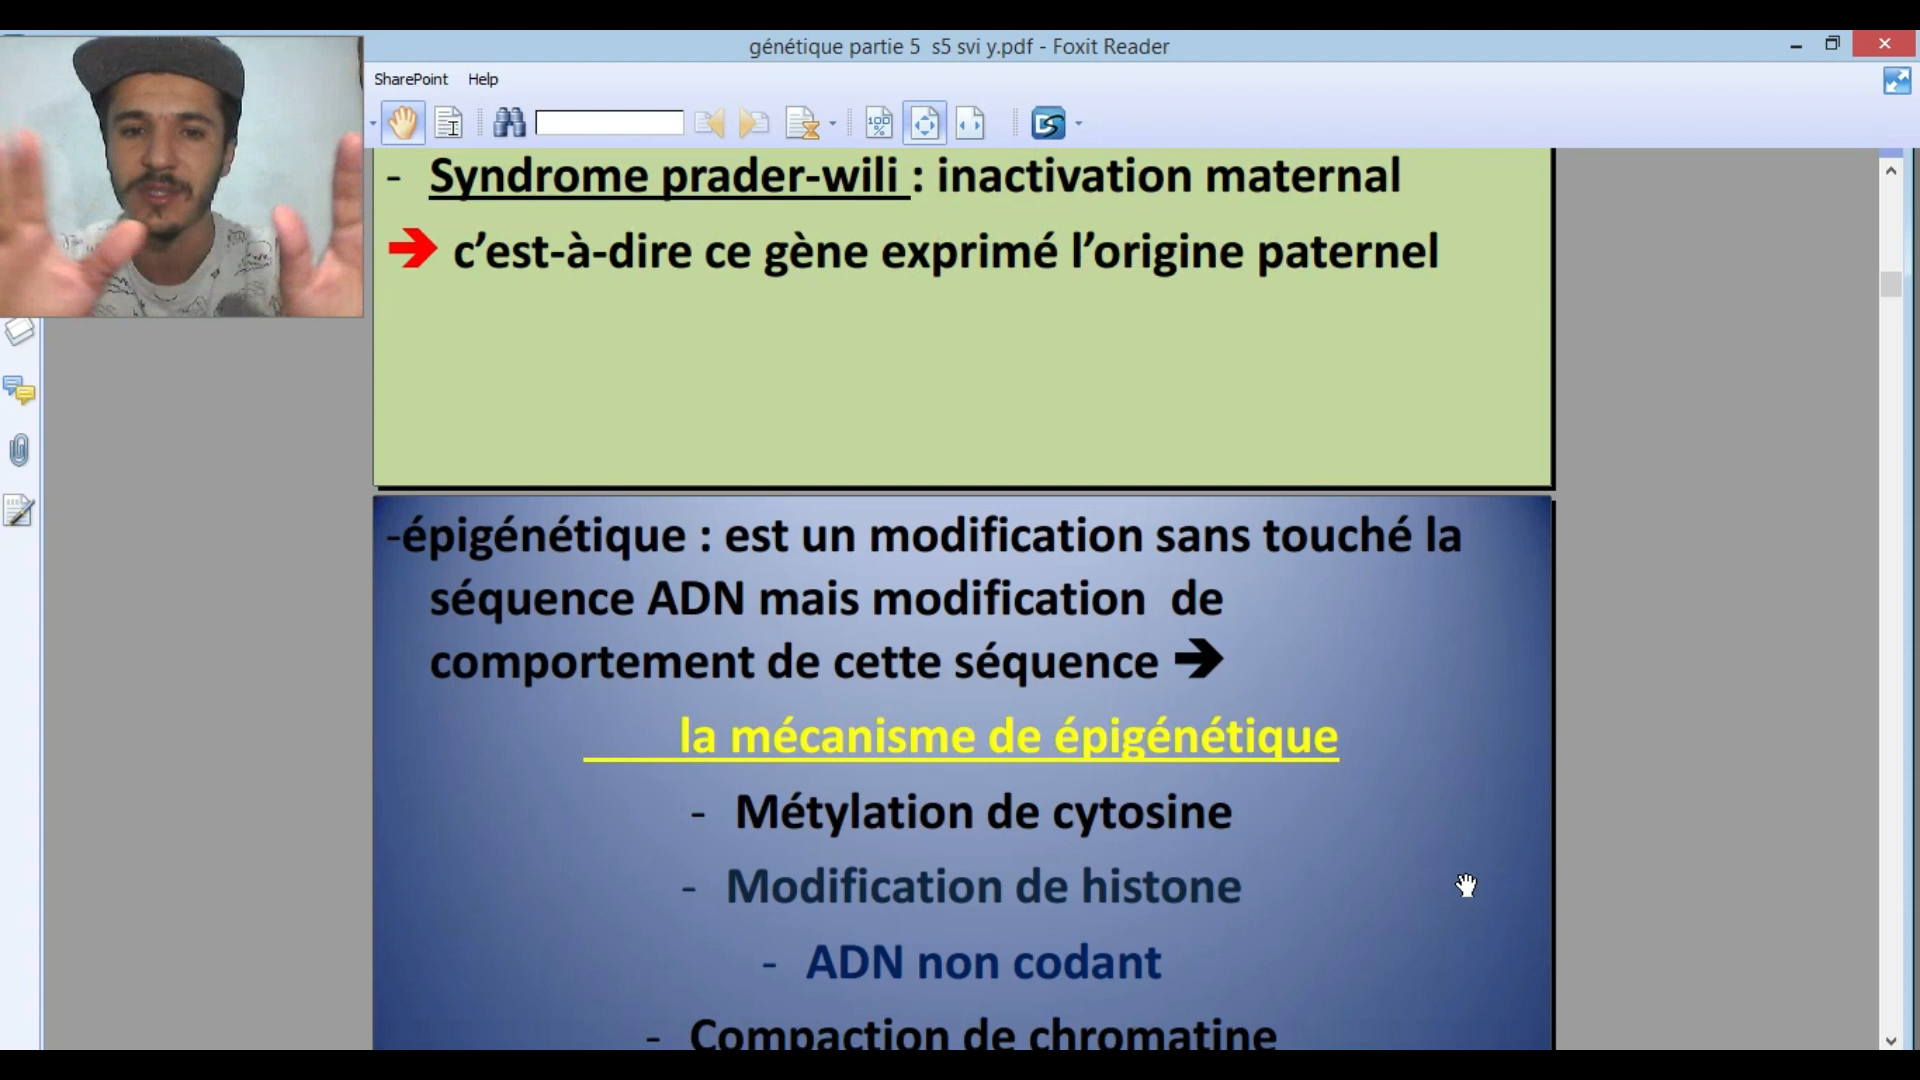 génétique partie 5  s5 svi y.pdf - Foxit Reader
SharePoint Help
100 %
- Syndrome prader-wili : inactivation maternal
➔ c’est-à-dire ce gène exprimé l’origine paternel
-épigénétique : est un modification sans touché la
séquence ADN mais modification  de
comportement de cette séquence ➔
la mécanisme de épigénétique
- Métylation de cytosine
- Modification de histone
- ADN non codant
- Compaction de chromatine